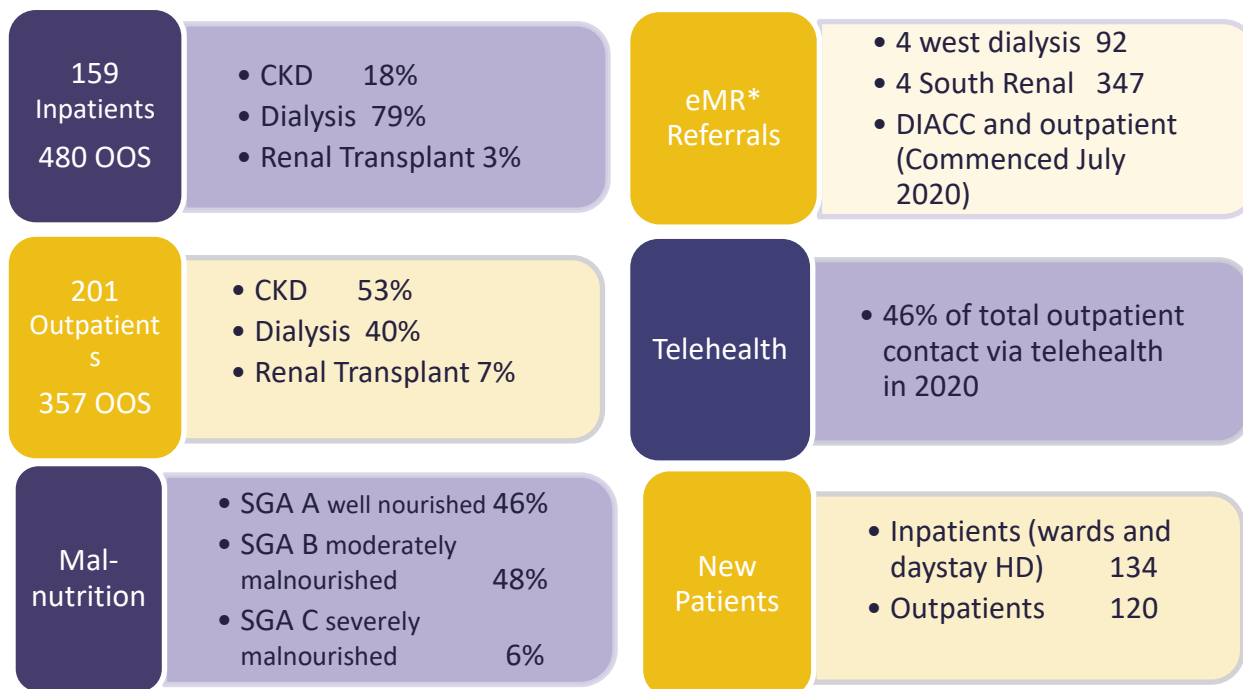 159
Inpatients
480 OOS
• CKD 18%
• Dialysis 79%
• Renal Transplant 3%
eMR*
Referrals
• 4 west dialysis 92
• 4 South Renal 347
• DIACC and outpatient
(Commenced July
2020)
201
Outpatient
s
357 OOS
• CKD 53%
• Dialysis 40%
• Renal Transplant 7%
Telehealth
• 46% of total outpatient
contact via telehealth
in 2020
Mal-
nutrition
• SGA A well nourished 46%
• SGA B moderately
malnourished 48%
• SGA C severely
malnourished 6%
New
Patients
• Inpatients (wards and
daystay HD) 134
• Outpatients 120